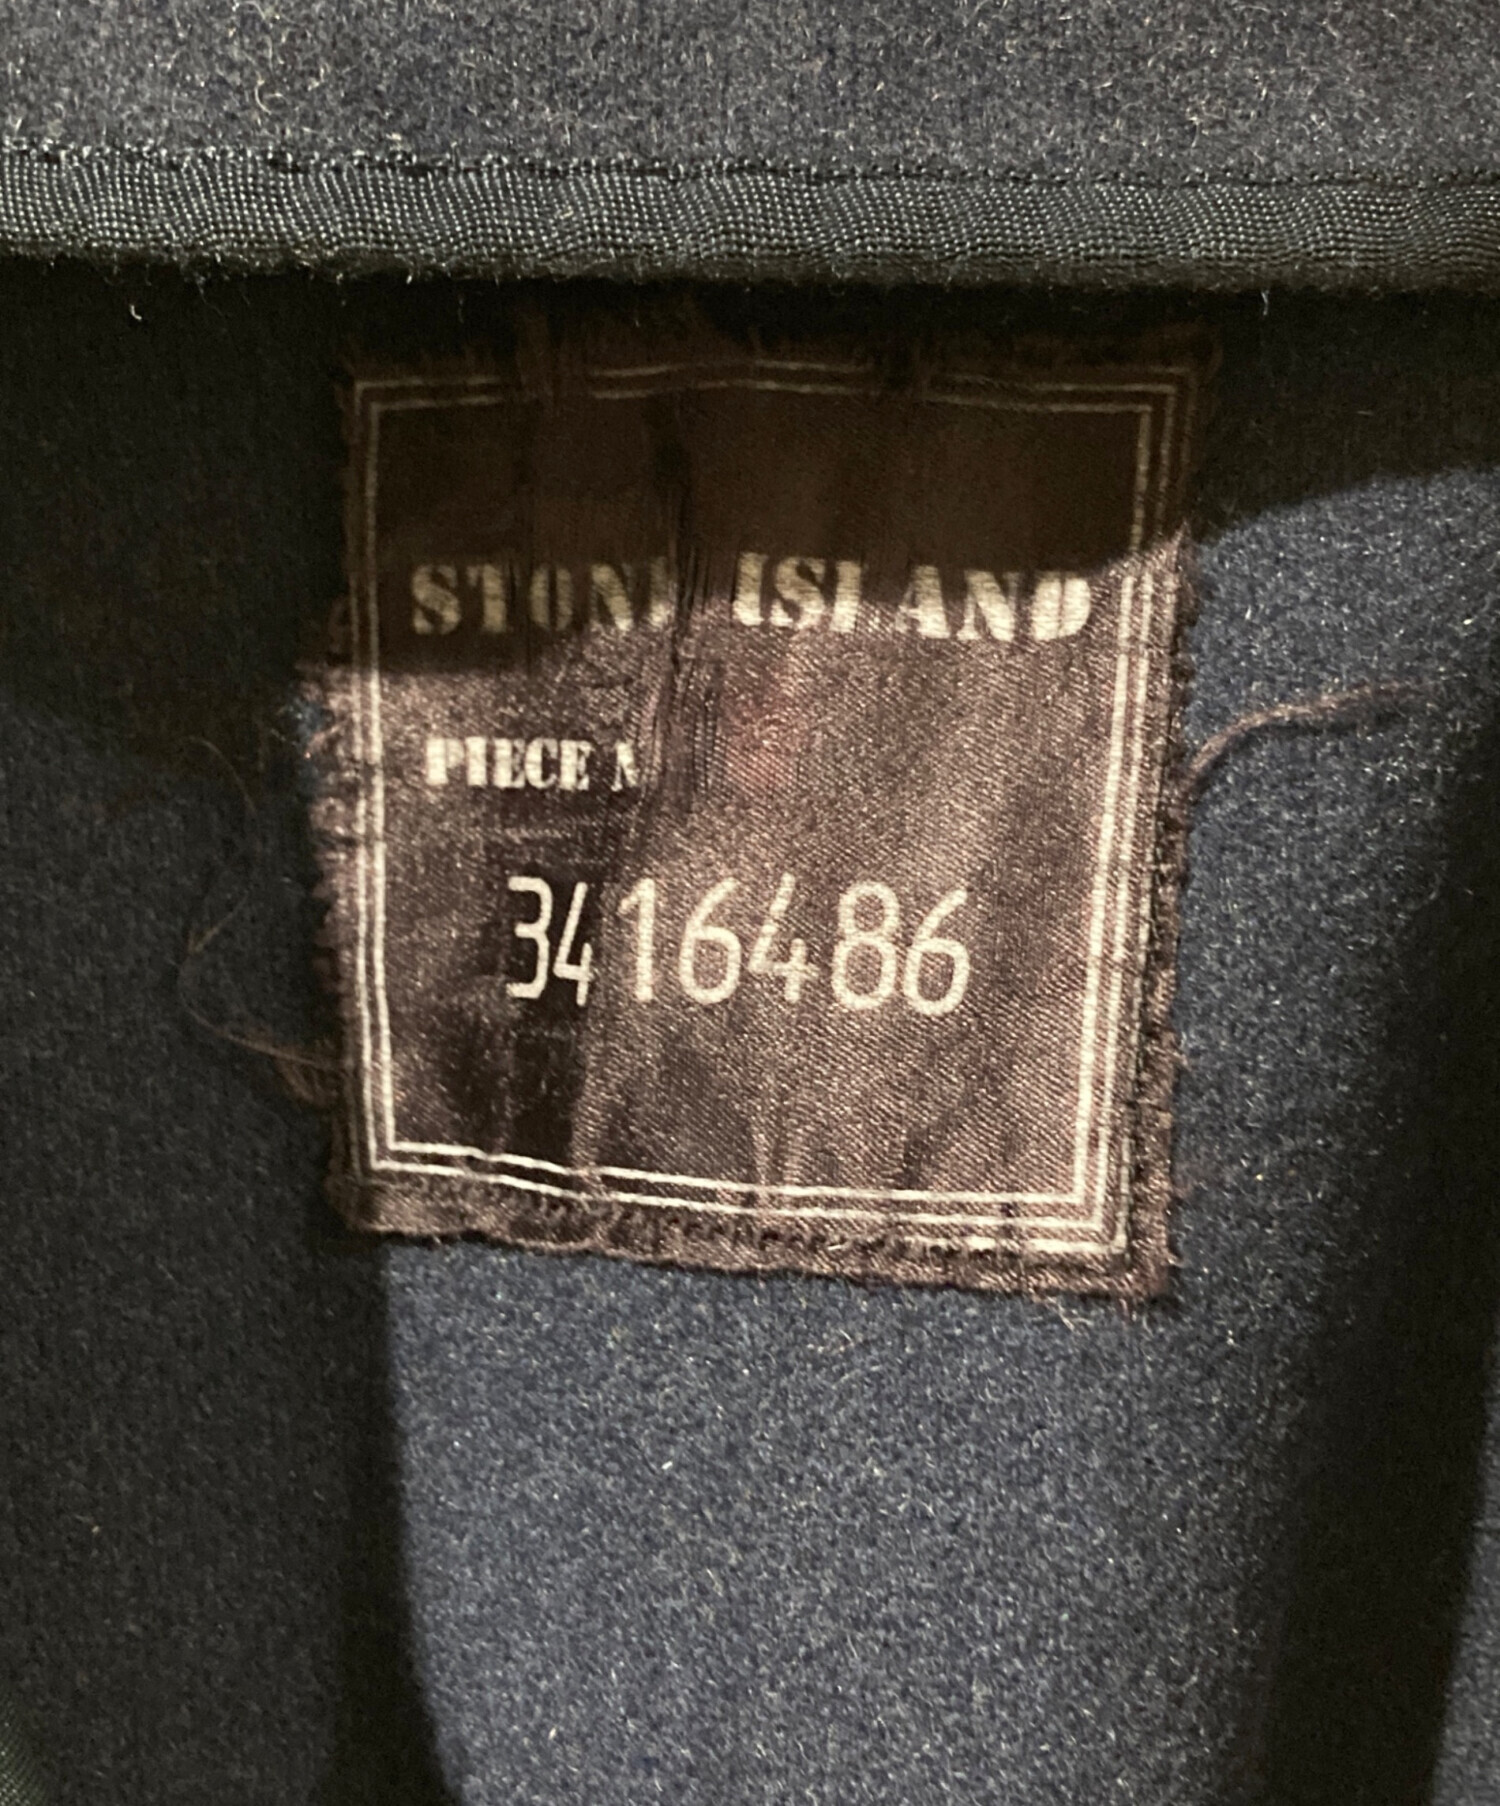 STONE ISLAND
PIECE N
3416486